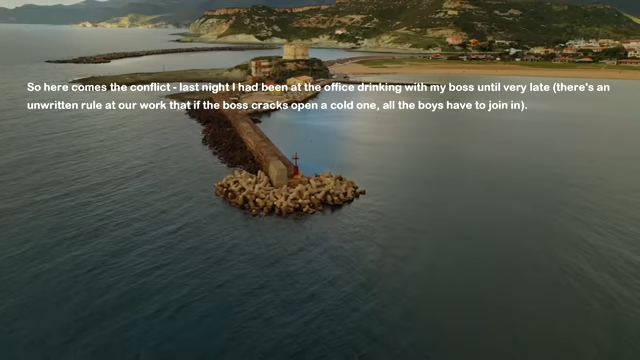 So here comes the conflict - last night I had been at the office drinking with my boss until very late (there's an
unwritten rule at our work that if the boss cracks open a cold one, all the boys have to join in).